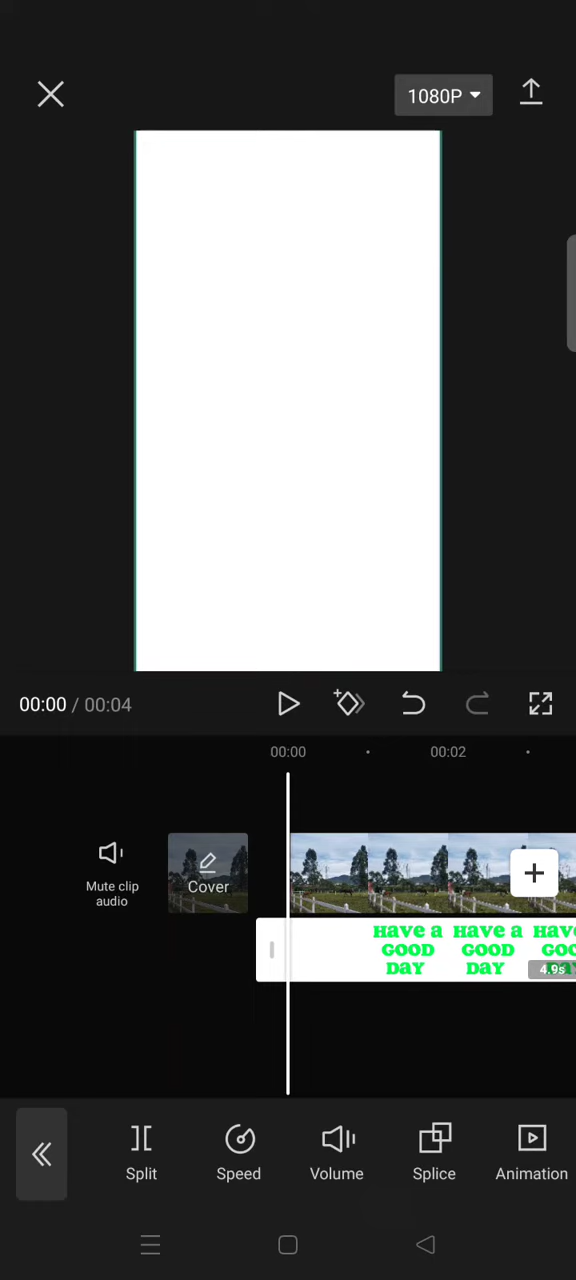 1080P
00:00 / 00:04
00:00
00:02
Mute clip
audio
Cover
Have a
GOOD
DAY
Have a
GOOD
DAY
4.9s
Split
Speed
Volume
Splice
Animation